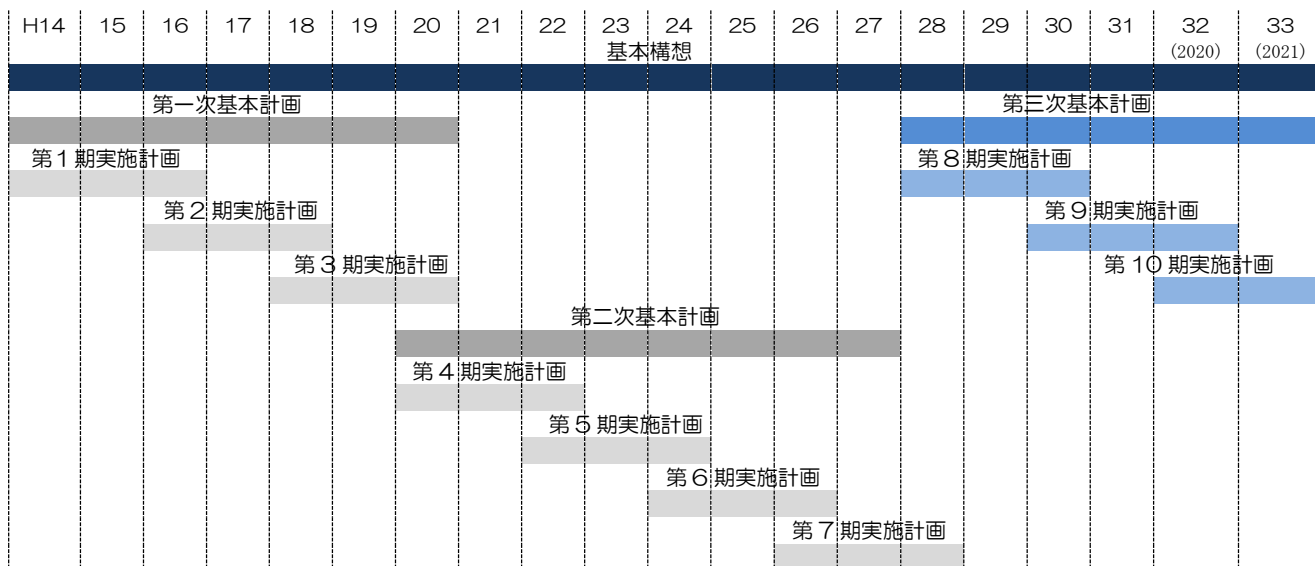 H14 15 16 17 18 19 20 21 22 23 24 25 26 27 28 29 30 31 32 33
(2020) (2021)
基本構想
第一次基本計画 第三次基本計画
第1期実施計画 第8期実施計画
第2期実施計画 第9期実施計画
第3期実施計画 第10期実施計画
第二次基本計画
第4期実施計画
第5期実施計画
第6期実施計画
第7期実施計画